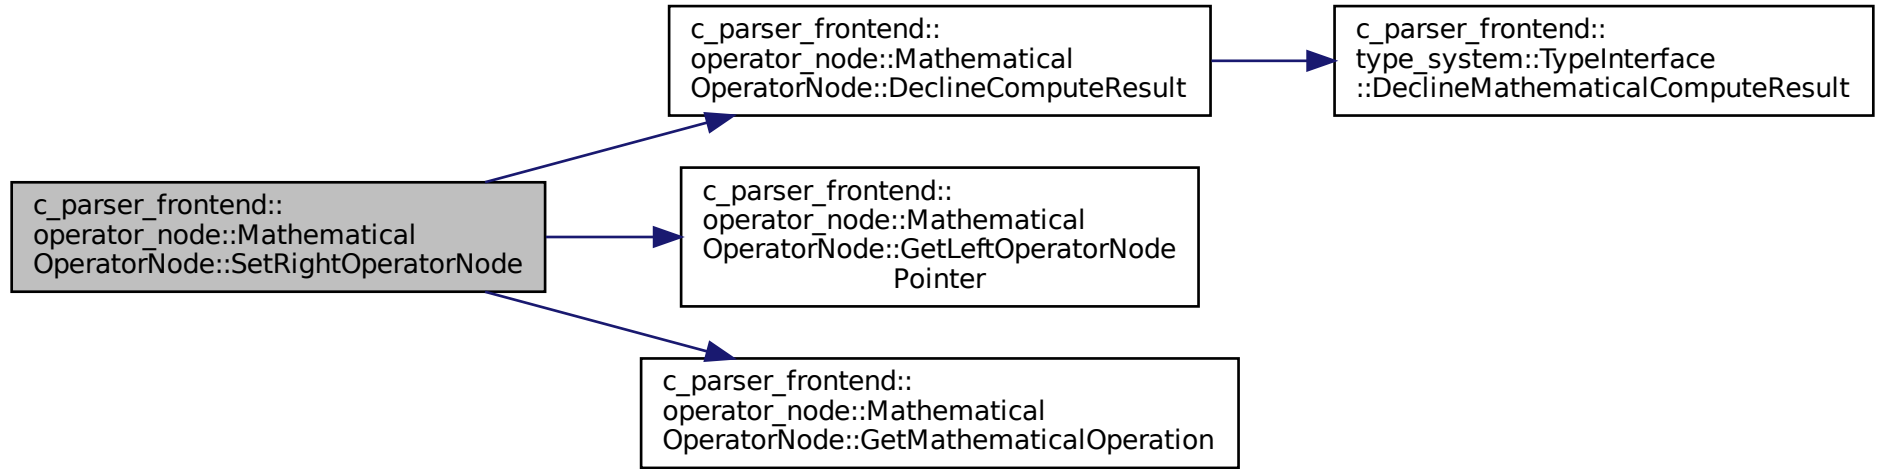 c_parser_frontend::
operator_node::Mathematical
OperatorNode::SetRightOperatorNode
c_parser_frontend::
operator_node::Mathematical
OperatorNode::DeclineComputeResult
c_parser_frontend::
type_system::TypeInterface
::DeclineMathematicalComputeResult
c_parser_frontend::
operator_node::Mathematical
OperatorNode::GetLeftOperatorNode
Pointer
c_parser_frontend::
operator_node::Mathematical
OperatorNode::GetMathematicalOperation